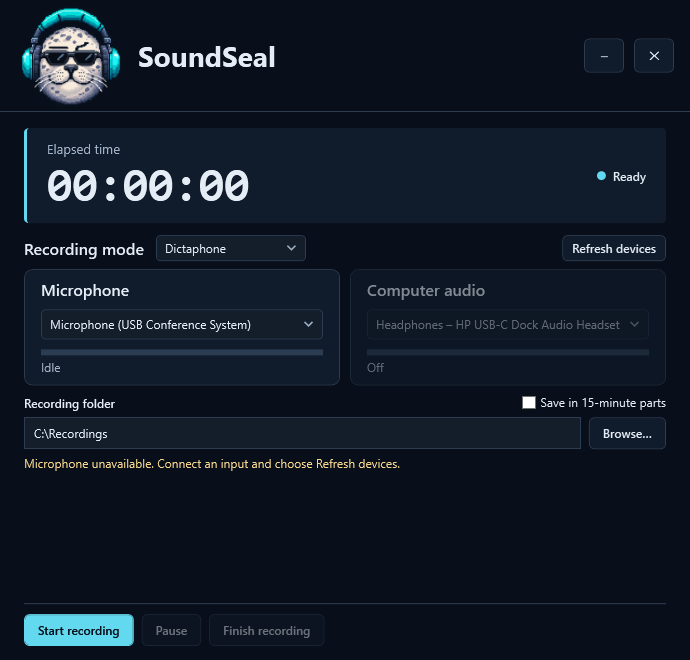 SoundSeal
Elapsed time
00:00:00
Ready
Recording mode
Dictaphone
Refresh devices
Microphone
Microphone (USB Conference System)
Idle
Computer audio
Headphones – HP USB-C Dock Audio Headset
Off
Recording folder
Save in 15-minute parts
C:\Recordings
Browse...
Microphone unavailable. Connect an input and choose Refresh devices.
Start recording
Pause
Finish recording